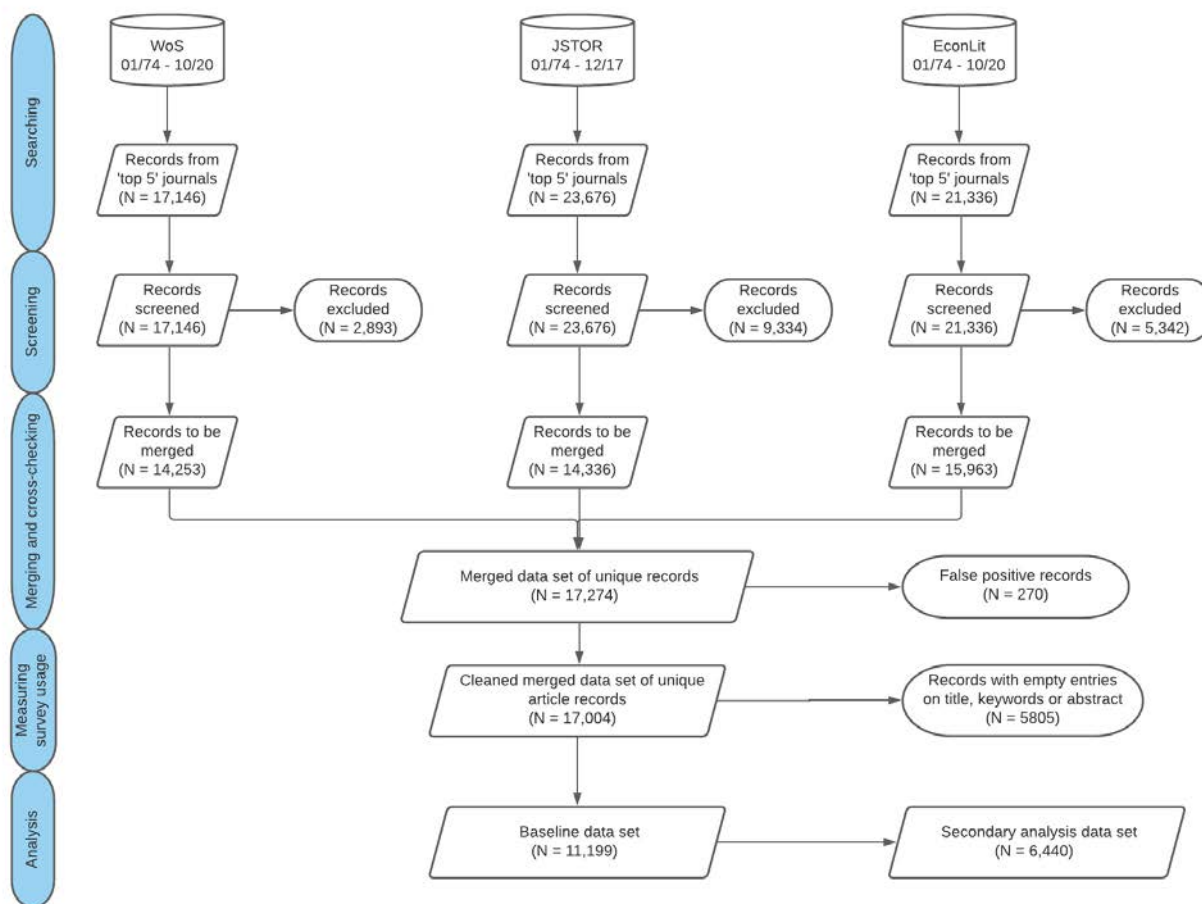 Searching
WoS
01/74 - 10/20
JSTOR
01/74 - 12/17
EconLit
01/74 - 10/20
Records from
'top 5' journals
(N = 17,146)
Records from
'top 5' journals
(N = 23,676)
Records from
'top 5' journals
(N = 21,336)
Screening
Records
screened
(N = 17,146)
Records
excluded
(N = 2,893)
Records
screened
(N = 23,676)
Records
excluded
(N = 9,334)
Records
screened
(N = 21,336)
Records
excluded
(N = 5,342)
Merging and cross-checking
Records to be
merged
(N = 14,253)
Records to be
merged
(N = 14,336)
Records to be
merged
(N = 15,963)
Merged data set of unique records
(N = 17,274)
False positive records
(N = 270)
Measuring
survey usage
Cleaned merged data set of unique
article records
(N = 17,004)
Records with empty entries
on title, keywords or abstract
(N = 5805)
Analysis
Baseline data set
(N = 11,199)
Secondary analysis data set
(N = 6,440)